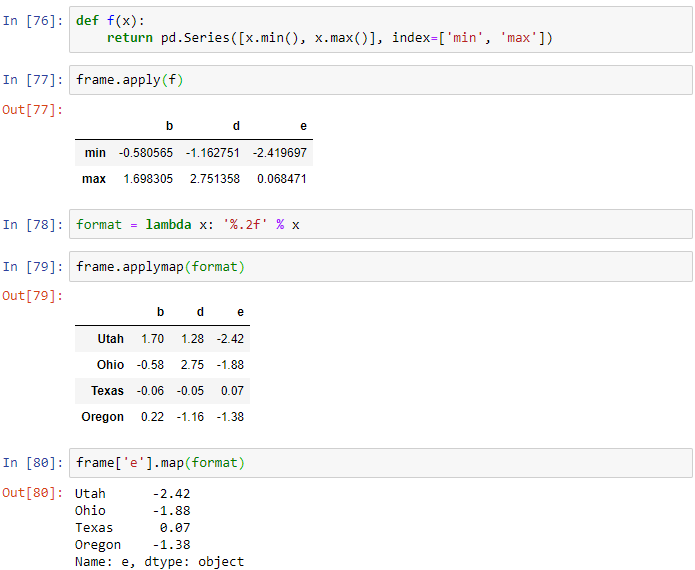 In [76]: def f(x):
return pd.Series([x.min(), x.max()], index=['min', 'max'])
In [77]: frame.apply(f)
Out[77]:
b d e
min -0.580565 -1.162751 -2.419697
max 1.698305 2.751358 0.068471
In [78]: format = lambda x: '%.2f' % x
In [79]: frame.applymap(format)
Out[79]:
b d e
Utah 1.70 1.28 -2.42
Ohio -0.58 2.75 -1.88
Texas -0.06 -0.05 0.07
Oregon 0.22 -1.16 -1.38
In [80]: frame['e'].map(format)
Out[80]: Utah -2.42
Ohio -1.88
Texas 0.07
Oregon -1.38
Name: e, dtype: object